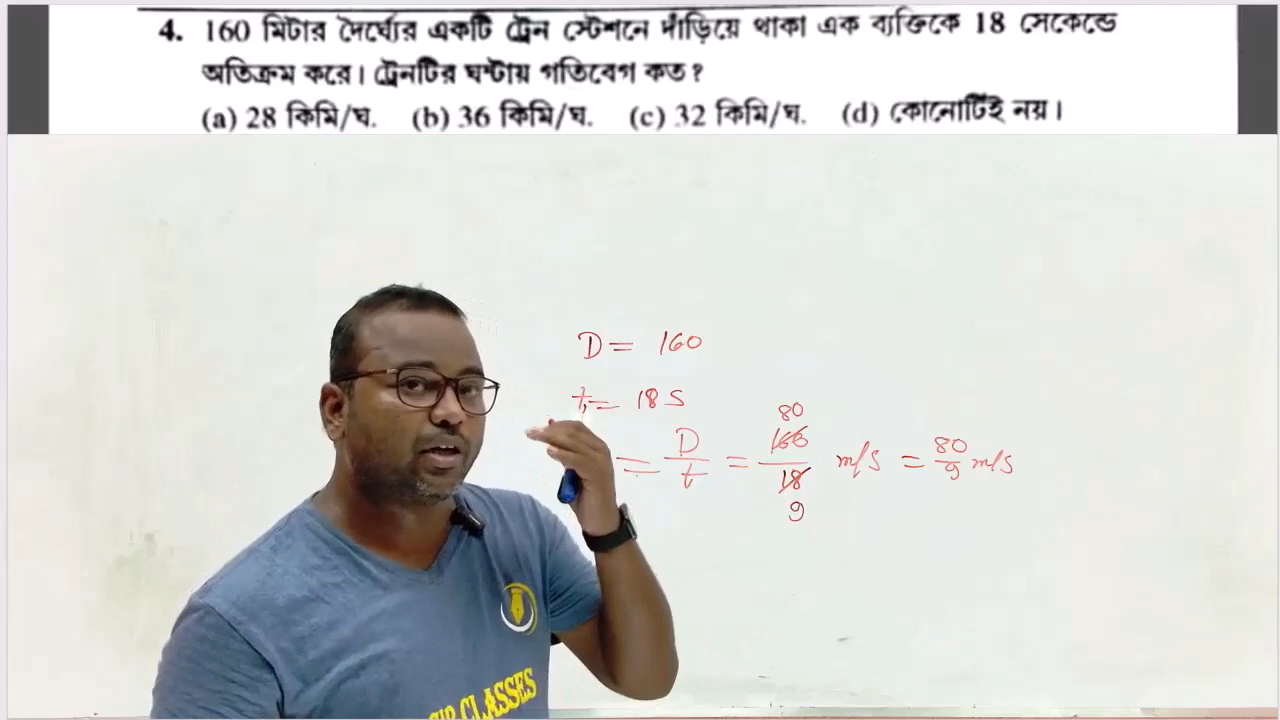 4. 160 মিটার দৈর্ঘ্যের একটি ট্রেন স্টেশনে দাঁড়িয়ে থাকা এক ব্যক্তিকে 18 সেকেন্ডে
অতিক্রম করে। ট্রেনটির ঘণ্টায় গতিবেগ কত?
(a) 28 কিমি/ঘ. (b) 36 কিমি/ঘ. (c) 32 কিমি/ঘ. (d) কোনোটিই নয়।
D = 160
t = 18 S
80
= D/t = 160/18 m/s = 80/9 m/s
9
CLASSES